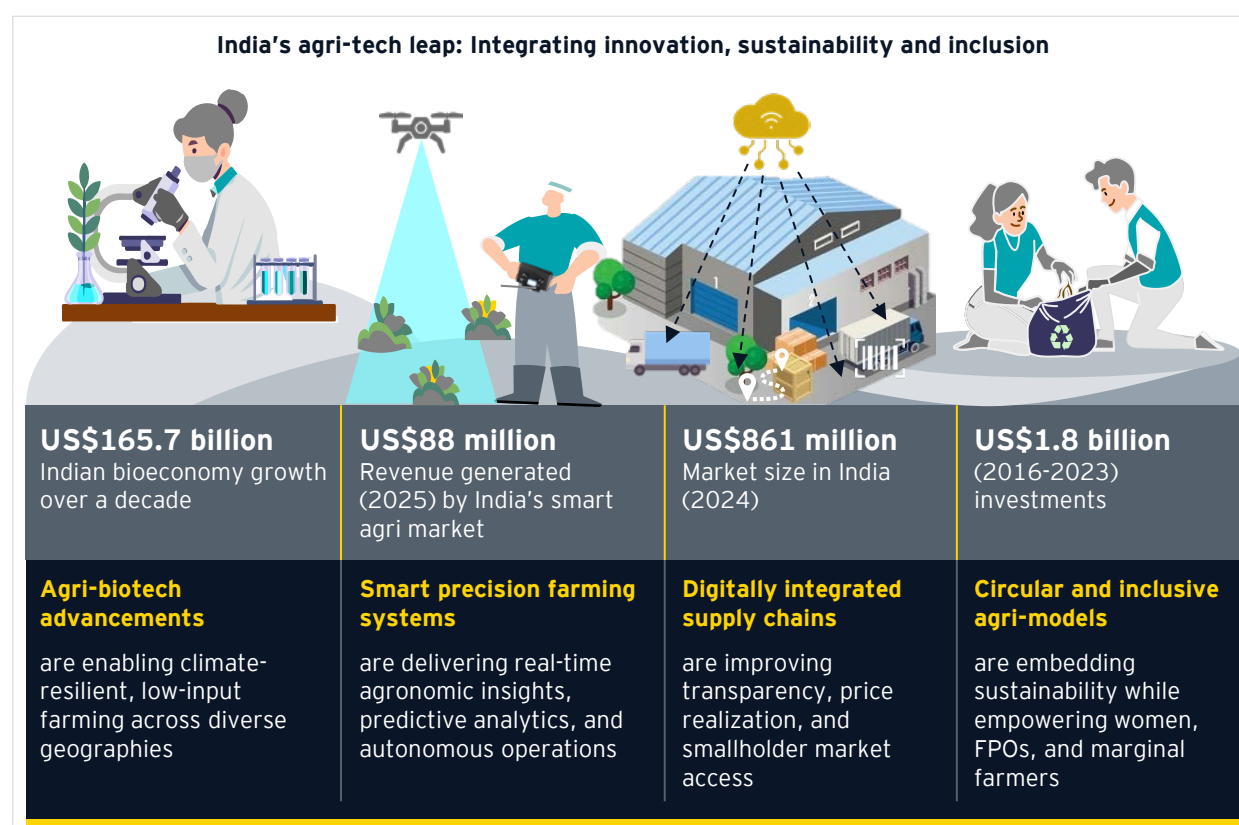 India’s agri-tech leap: Integrating innovation, sustainability and inclusion
1
2
US$165.7 billion
Indian bioeconomy growth
over a decade
US$88 million
Revenue generated
(2025) by India’s smart
agri market
US$861 million
Market size in India
(2024)
US$1.8 billion
(2016-2023)
investments
Agri-biotech
advancements
are enabling climate-
resilient, low-input
farming across diverse
geographies
Smart precision farming
systems
are delivering real-time
agronomic insights,
predictive analytics, and
autonomous operations
Digitally integrated
supply chains
are improving
transparency, price
realization, and
smallholder market
access
Circular and inclusive
agri-models
are embedding
sustainability while
empowering women,
FPOs, and marginal
farmers